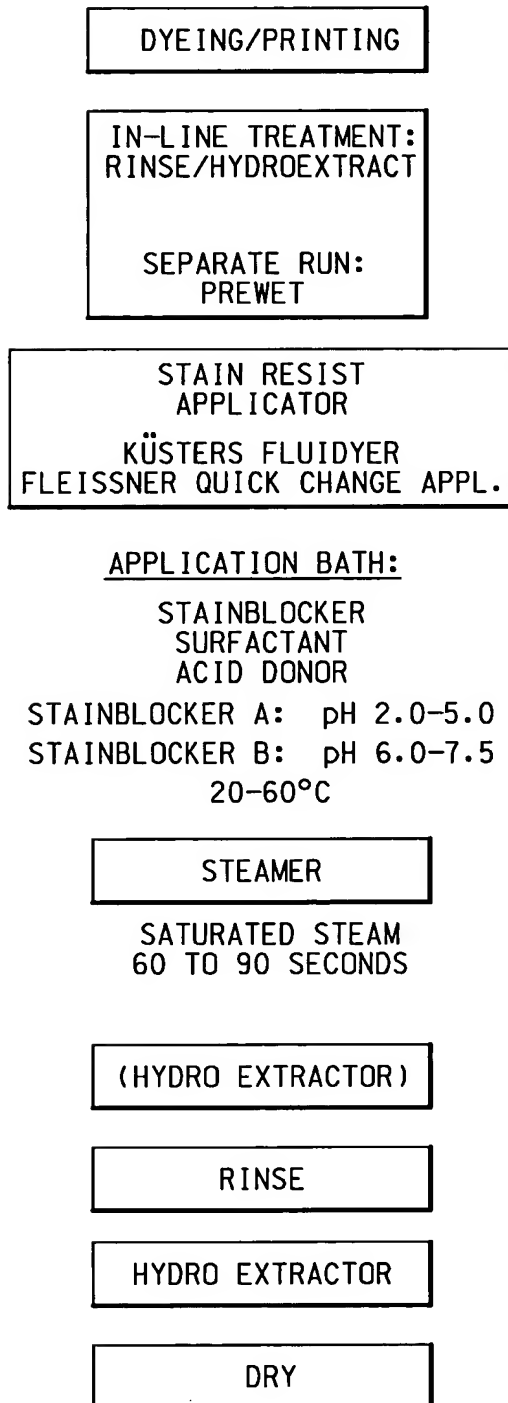 DYEING/PRINTING
IN-LINE TREATMENT:
RINSE/HYDROEXTRACT
SEPARATE RUN:
PREWET
STAIN RESIST
APPLICATOR
KÜSTERS FLUIDYER
FLEISSNER QUICK CHANGE APPL.
APPLICATION BATH:
STAINBLOCKER
SURFACTANT
ACID DONOR
STAINBLOCKER A: pH 2.0-5.0
STAINBLOCKER B: pH 6.0-7.5
20-60°C
STEAMER
SATURATED STEAM
60 TO 90 SECONDS
(HYDRO EXTRACTOR)
RINSE
HYDRO EXTRACTOR
DRY